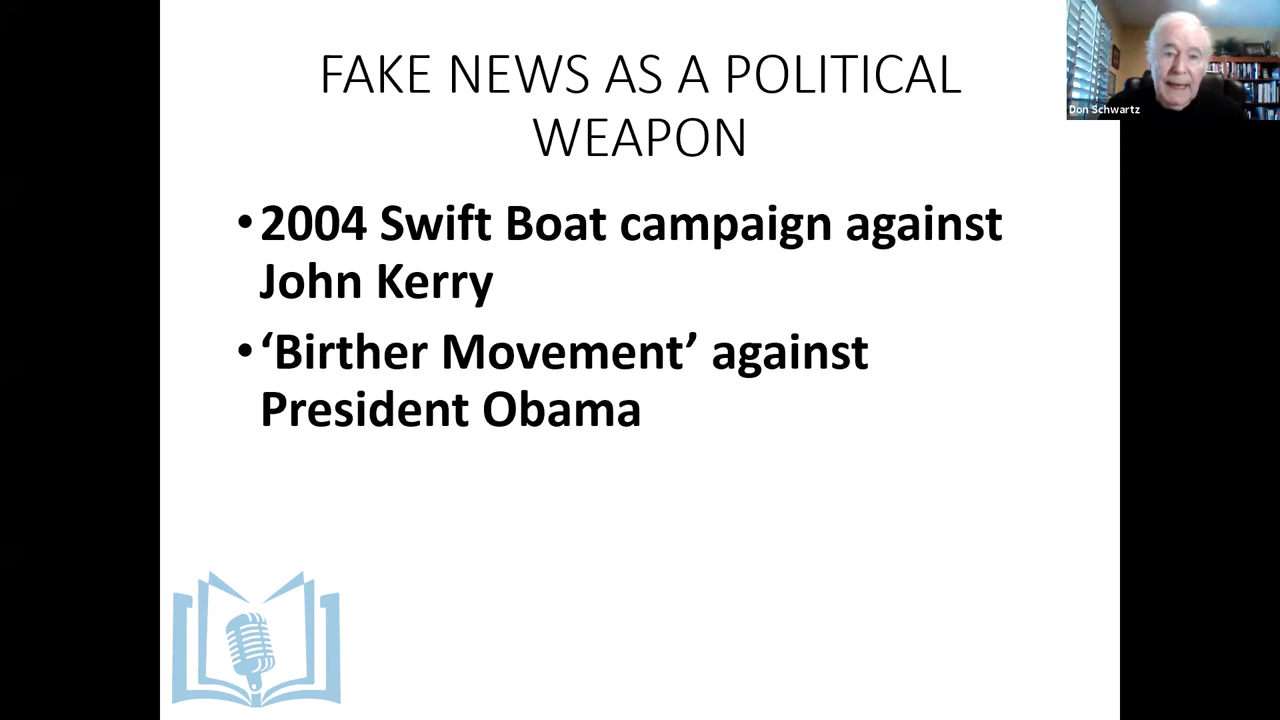 FAKE NEWS AS A POLITICAL
WEAPON
Don Schwartz
•2004 Swift Boat campaign against
John Kerry
•‘Birther Movement’ against
President Obama